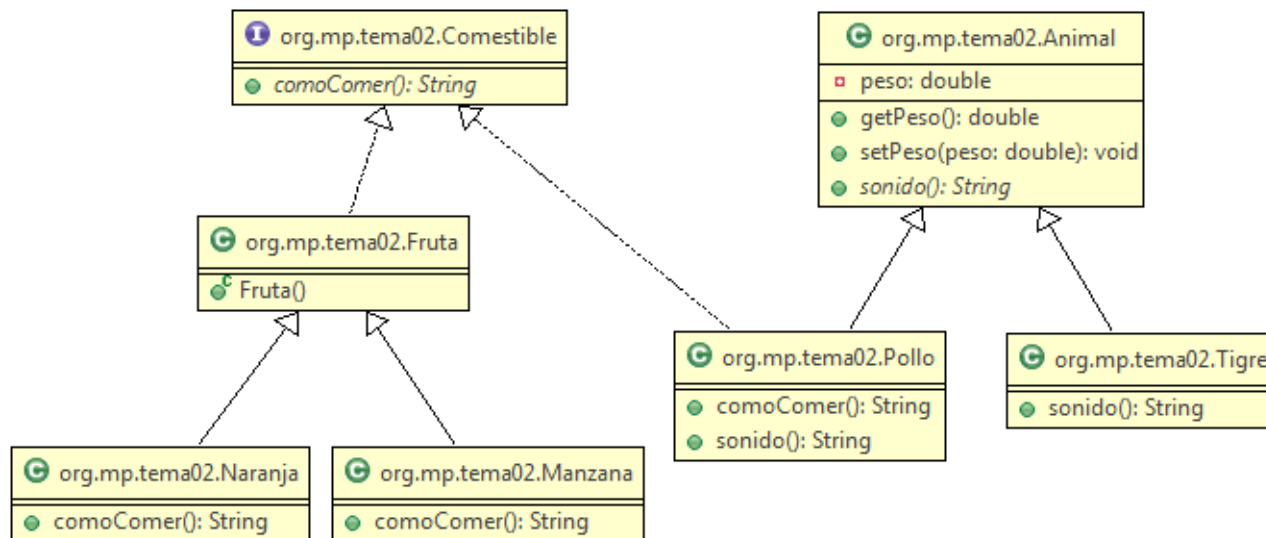 I org.mp.tema02.Comestible
comoComer(): String
C org.mp.tema02.Animal
peso: double
getPeso(): double
setPeso(peso: double): void
sonido(): String
C org.mp.tema02.Fruta
C Fruta()
C org.mp.tema02.Pollo
comoComer(): String
sonido(): String
C org.mp.tema02.Tigre
sonido(): String
C org.mp.tema02.Naranja
comoComer(): String
C org.mp.tema02.Manzana
comoComer(): String